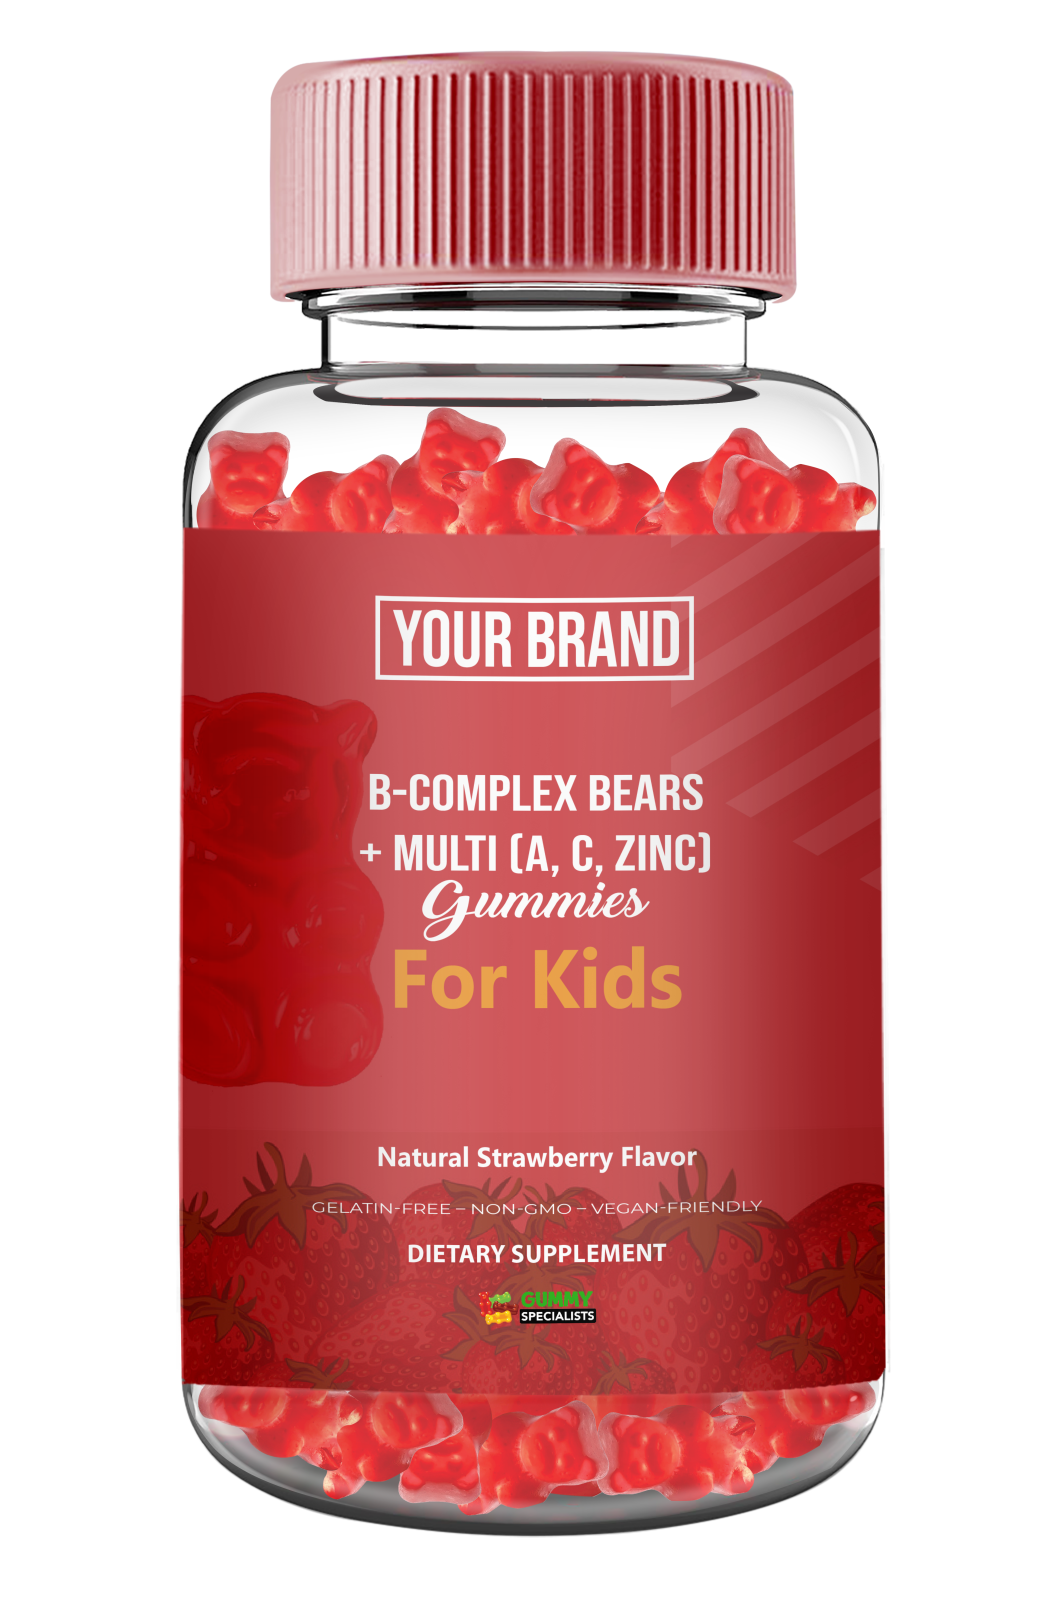 YOUR BRAND
B-COMPLEX BEARS
+ MULTI (A, C, ZINC)
Gummies
For Kids
Natural Strawberry Flavor
GELATIN-FREE – NON-GMO – VEGAN-FRIENDLY
DIETARY SUPPLEMENT
GUMMY
SPECIALISTS